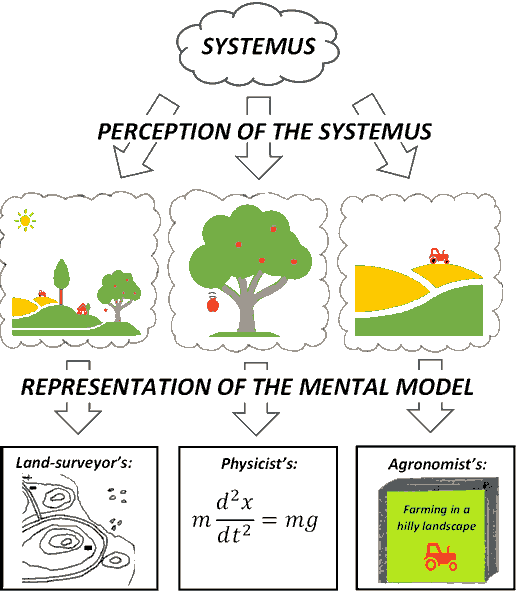 SYSTEMUS
PERCEPTION OF THE SYSTEMUS
REPRESENTATION OF THE MENTAL MODEL
Land-surveyor's:
Physicist's:
m d²x/dt² = mg
Agronomist's:
Farming in a
hilly landscape